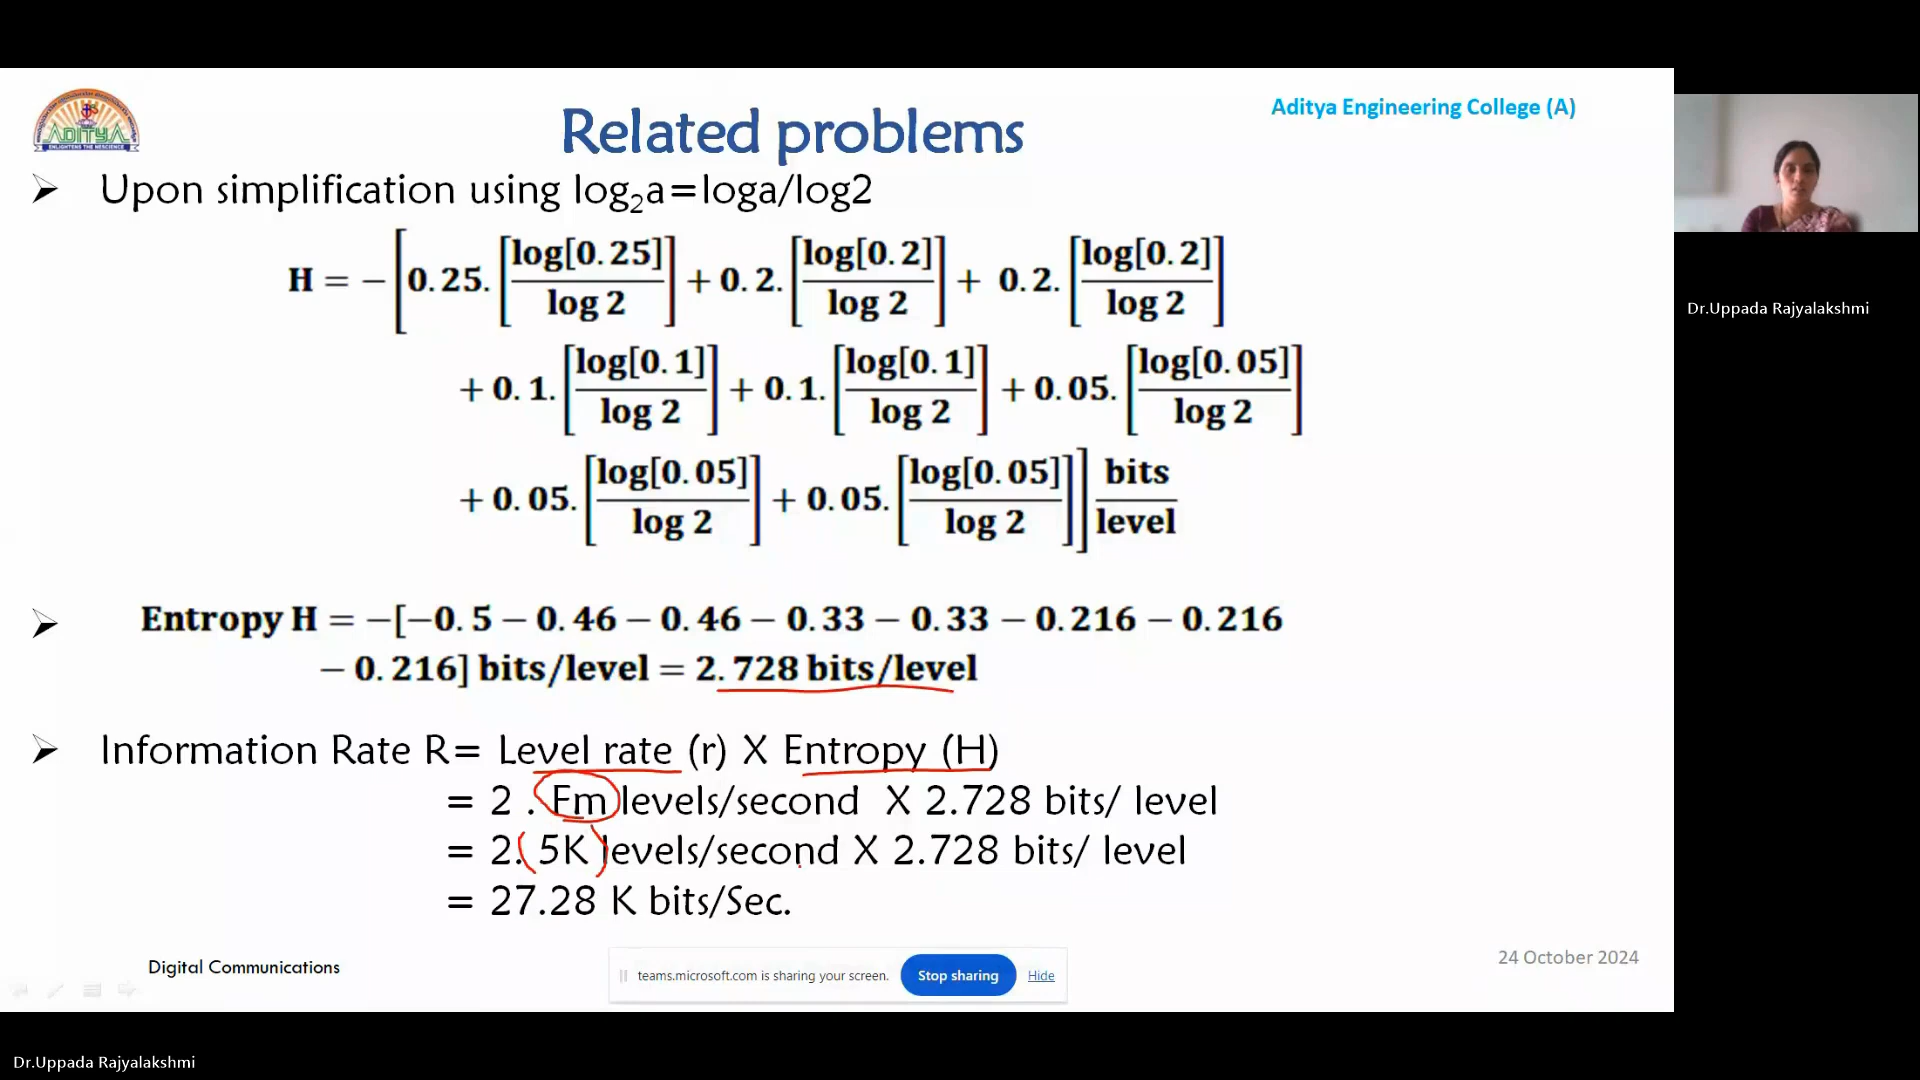 Aditya Engineering College (A)
ADITYA
ENLIGHTENS THE NESCIENCE
Related problems
➢ Upon simplification using log₂a=loga/log2
H = −[0.25.[log[0.25]/log 2] + 0.2.[log[0.2]/log 2] + 0.2.[log[0.2]/log 2]
+ 0.1.[log[0.1]/log 2] + 0.1.[log[0.1]/log 2] + 0.05.[log[0.05]/log 2]
+ 0.05.[log[0.05]/log 2] + 0.05.[log[0.05]/log 2]] bits/level
➢ Entropy H = −[−0.5 − 0.46 − 0.46 − 0.33 − 0.33 − 0.216 − 0.216
− 0.216] bits/level = 2.728 bits/level
➢ Information Rate R= Level rate (r) X Entropy (H)
= 2 . Fm levels/second X 2.728 bits/ level
= 2. 5K levels/second X 2.728 bits/ level
= 27.28 K bits/Sec.
Digital Communications
teams.microsoft.com is sharing your screen. Stop sharing Hide
24 October 2024
Dr.Uppada Rajyalakshmi
Dr.Uppada Rajyalakshmi